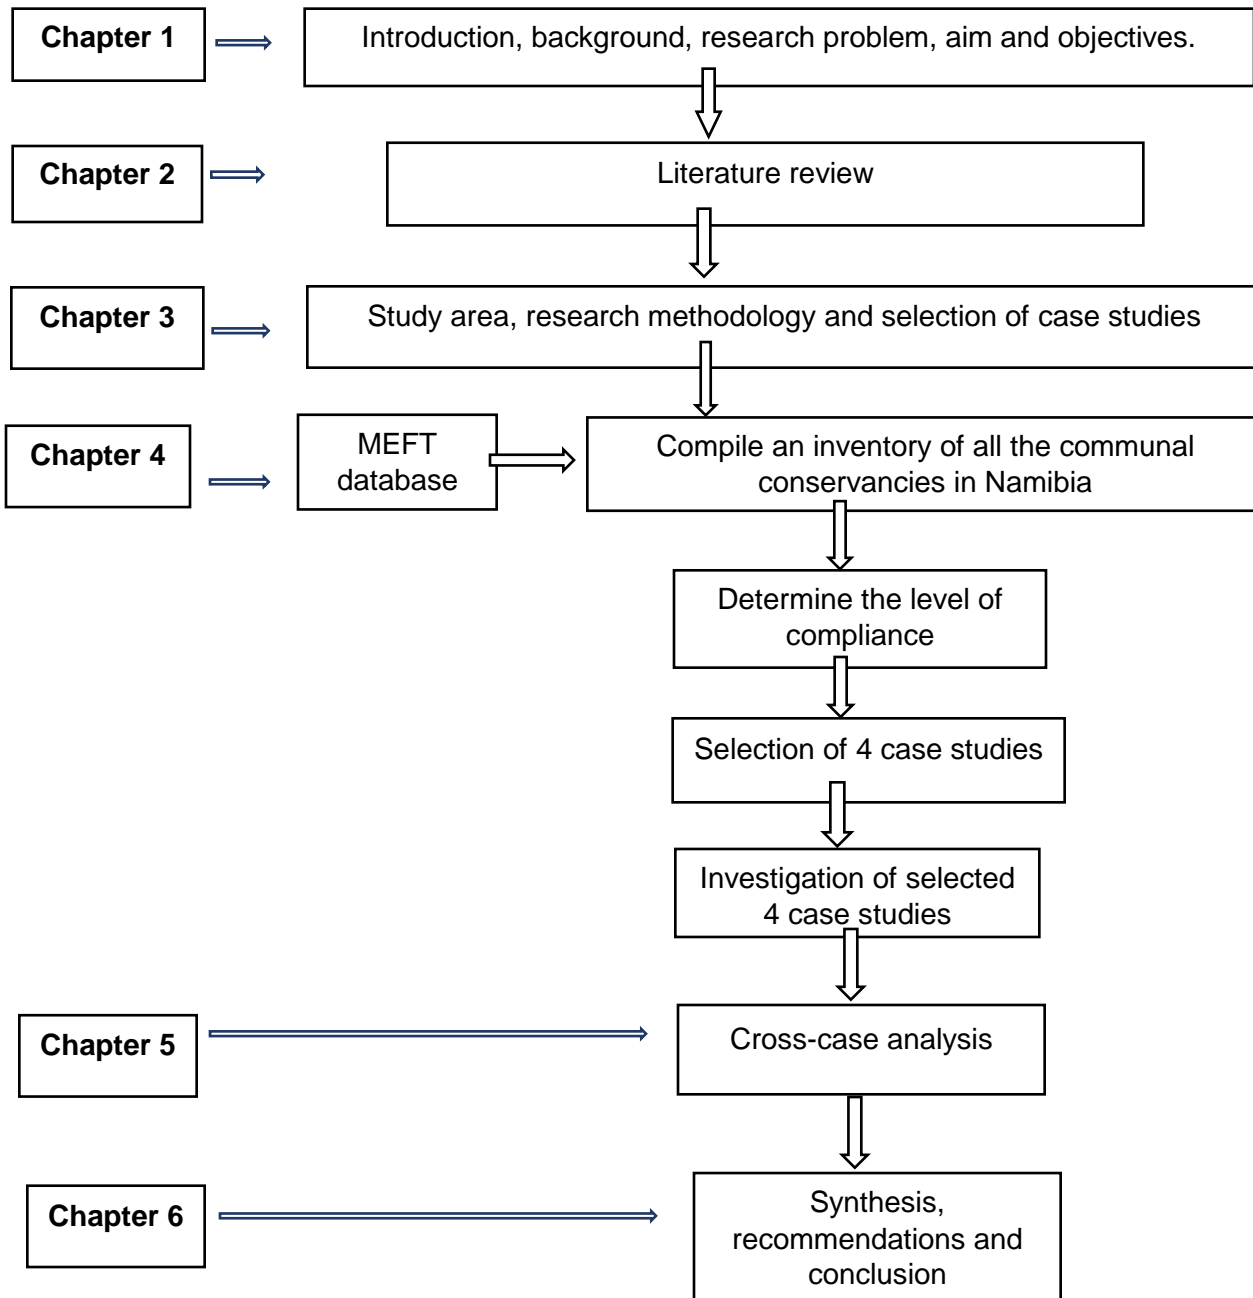 Chapter 1
Introduction, background, research problem, aim and objectives.
Chapter 2
Literature review
Chapter 3
Study area, research methodology and selection of case studies
Chapter 4
MEFT
database
Compile an inventory of all the communal
conservancies in Namibia
Determine the level of
compliance
Selection of 4 case studies
Investigation of selected
4 case studies
Chapter 5
Cross-case analysis
Chapter 6
Synthesis,
recommendations and
conclusion